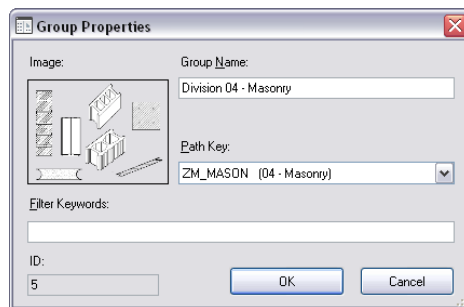 Group Properties
Image:
Group Name:
Division 04 - Masonry
Path Key:
ZM_MASON (04 - Masonry)
Filter Keywords:
ID:
5
OK
Cancel